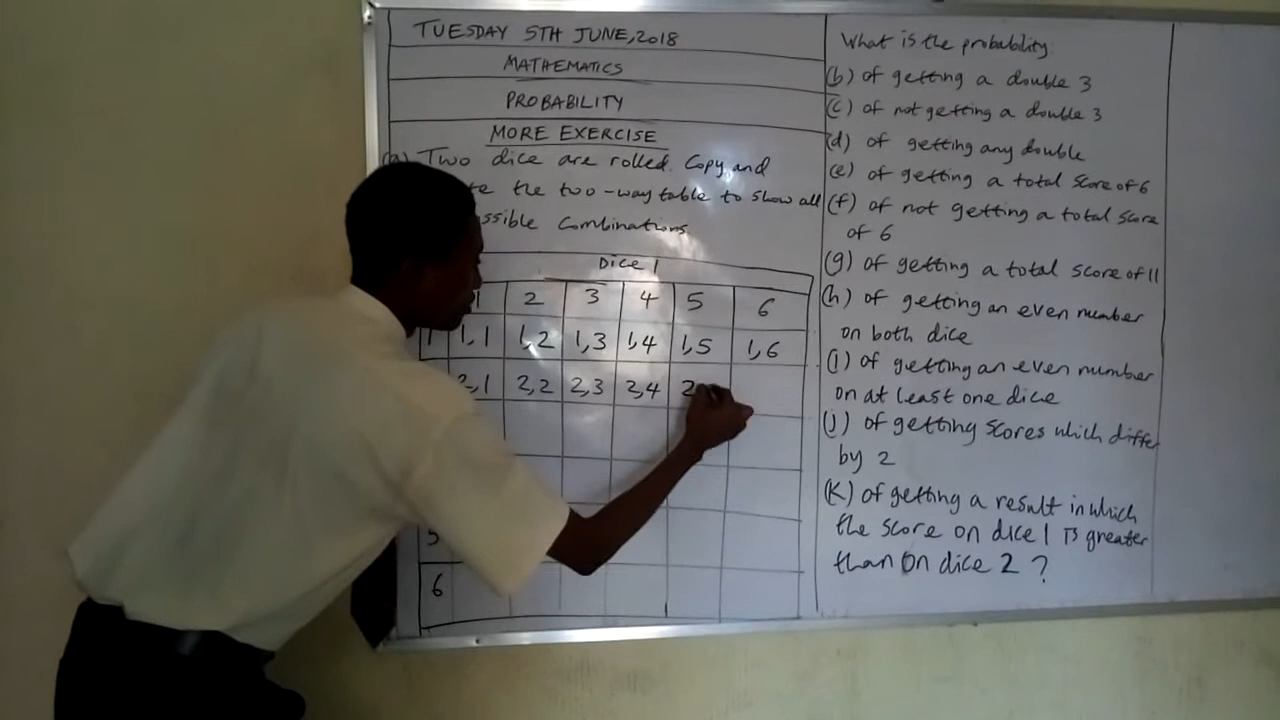 TUESDAY 5TH JUNE, 2018
MATHEMATICS
PROBABILITY
MORE EXERCISE
Two dice are rolled. Copy and
the two-way table to show all
Combinations
Dice 1
1 2 3 4 5 6
1 1,1 1,2 1,3 1,4 1,5 1,6
2,1 2,2 2,3 2,4 2
5
6
What is the probability
(b) of getting a double 3
(c) of not getting a double 3
(d) of getting any double
(e) of getting a total score of 6
(f) of not getting a total score
of 6
(g) of getting a total score of 11
(h) of getting an even number
on both dice
(i) of getting an even number
on at least one dice
(j) of getting scores which differ
by 2
(K) of getting a result in which
the score on dice 1 is greater
than on dice 2 ?